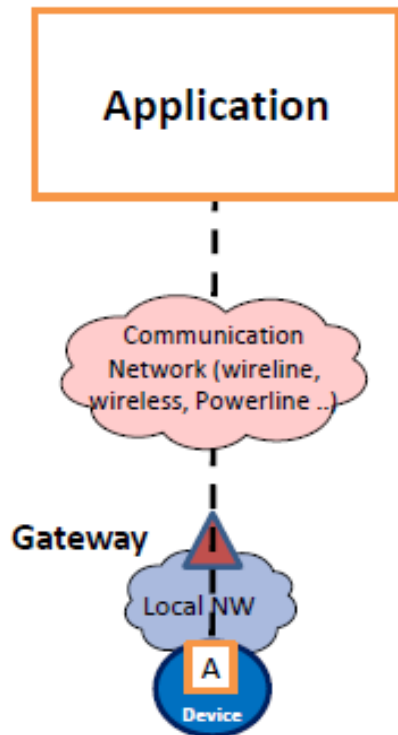 Application
Communication
Network (wireline,
wireless, Powerline ..)
Gateway
Local NW
A
Device